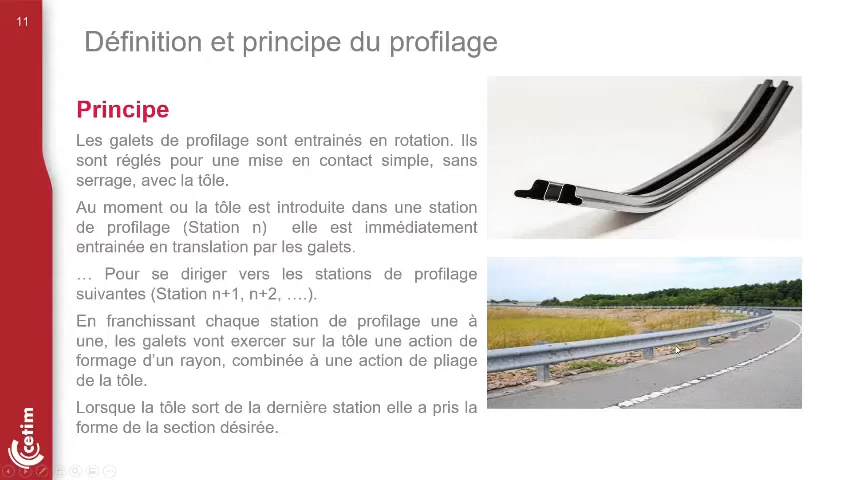 11
Définition et principe du profilage
Principe
Les galets de profilage sont entrainés en rotation. Ils
sont réglés pour une mise en contact simple, sans
serrage, avec la tôle.
Au moment ou la tôle est introduite dans une station
de profilage (Station n) elle est immédiatement
entrainée en translation par les galets.
… Pour se diriger vers les stations de profilage
suivantes (Station n+1, n+2, ….).
En franchissant chaque station de profilage une à
une, les galets vont exercer sur la tôle une action de
formage d'un rayon, combinée à une action de pliage
de la tôle.
Lorsque la tôle sort de la dernière station elle a pris la
forme de la section désirée.
cetim